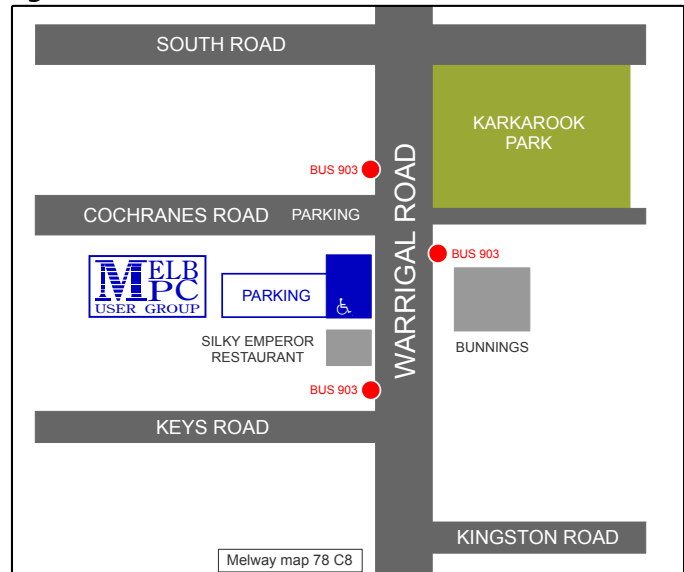 SOUTH ROAD
KARKAROOK
PARK
BUS 903
WARRIGAL ROAD
COCHRANES ROAD
PARKING
BUS 903
MELB
PC
USER GROUP
PARKING
SILKY EMPEROR
RESTAURANT
BUNNINGS
BUS 903
KEYS ROAD
KINGSTON ROAD
Melway map 78 C8